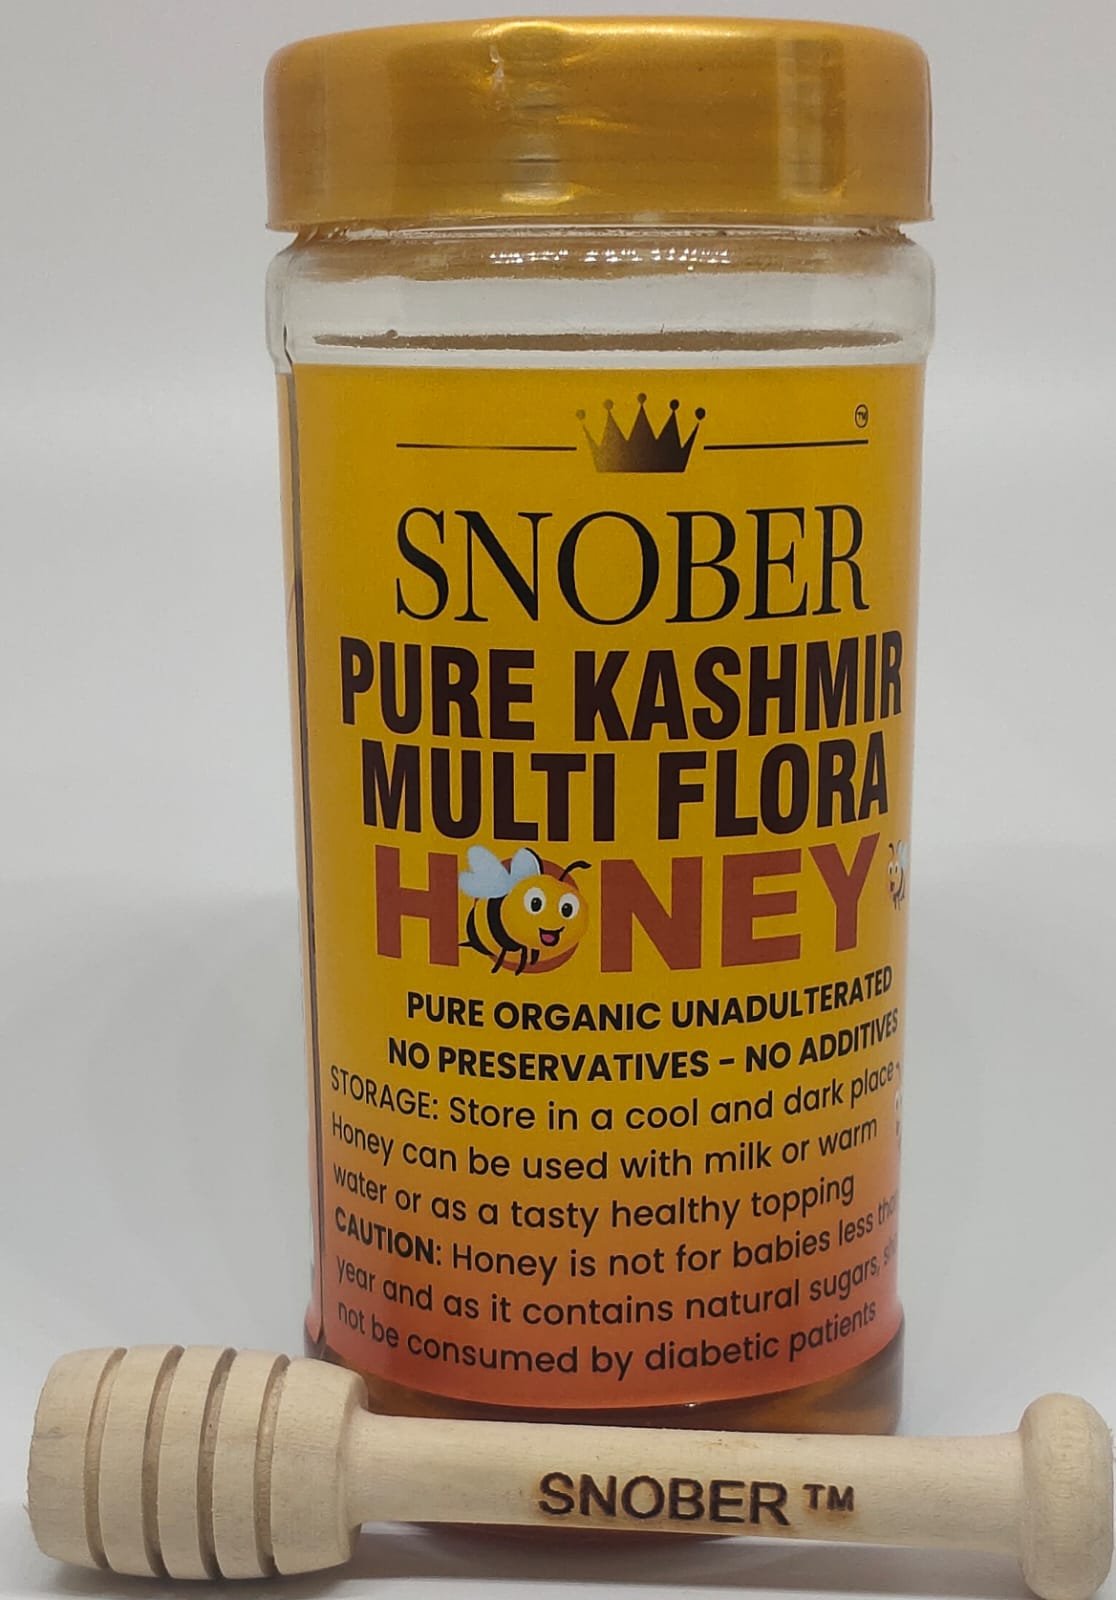 TM
SNOBER
PURE KASHMIR
MULTI FLORA
HONEY
PURE ORGANIC UNADULTERATED
NO PRESERVATIVES - NO ADDITIVES
STORAGE: Store in a cool and dark place
Honey can be used with milk or warm
water or as a tasty healthy topping
CAUTION: Honey is not for babies less
year and as it contains natural sugars,
not be consumed by diabetic patients
SNOBER TM